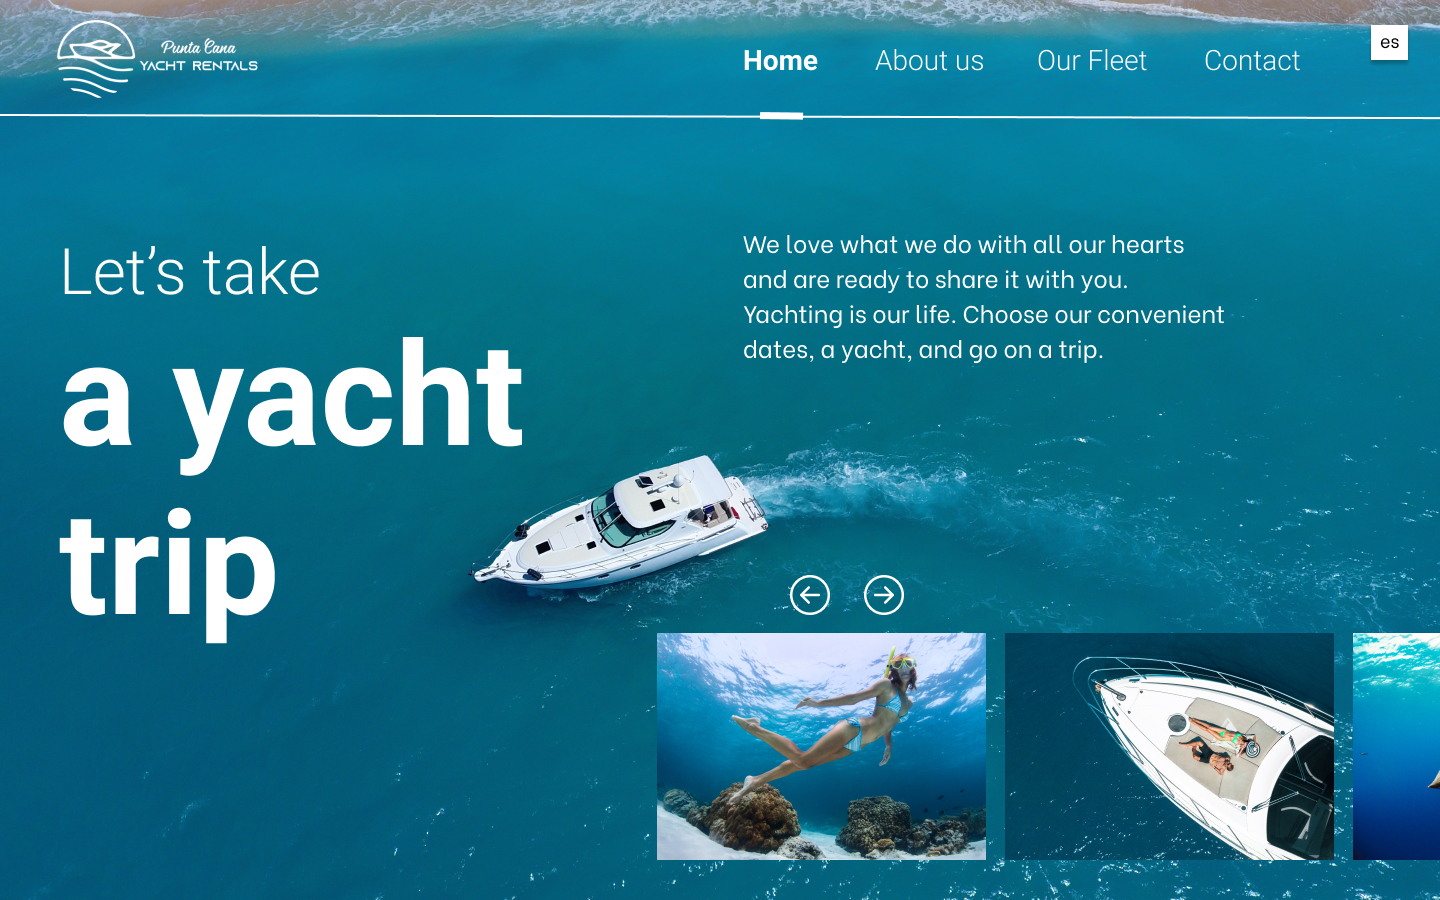 Punta Cana
YACHT RENTALS
Home
About us
Our Fleet
Contact
es
Let’s take
a yacht
trip
We love what we do with all our hearts
and are ready to share it with you.
Yachting is our life. Choose our convenient
dates, a yacht, and go on a trip.